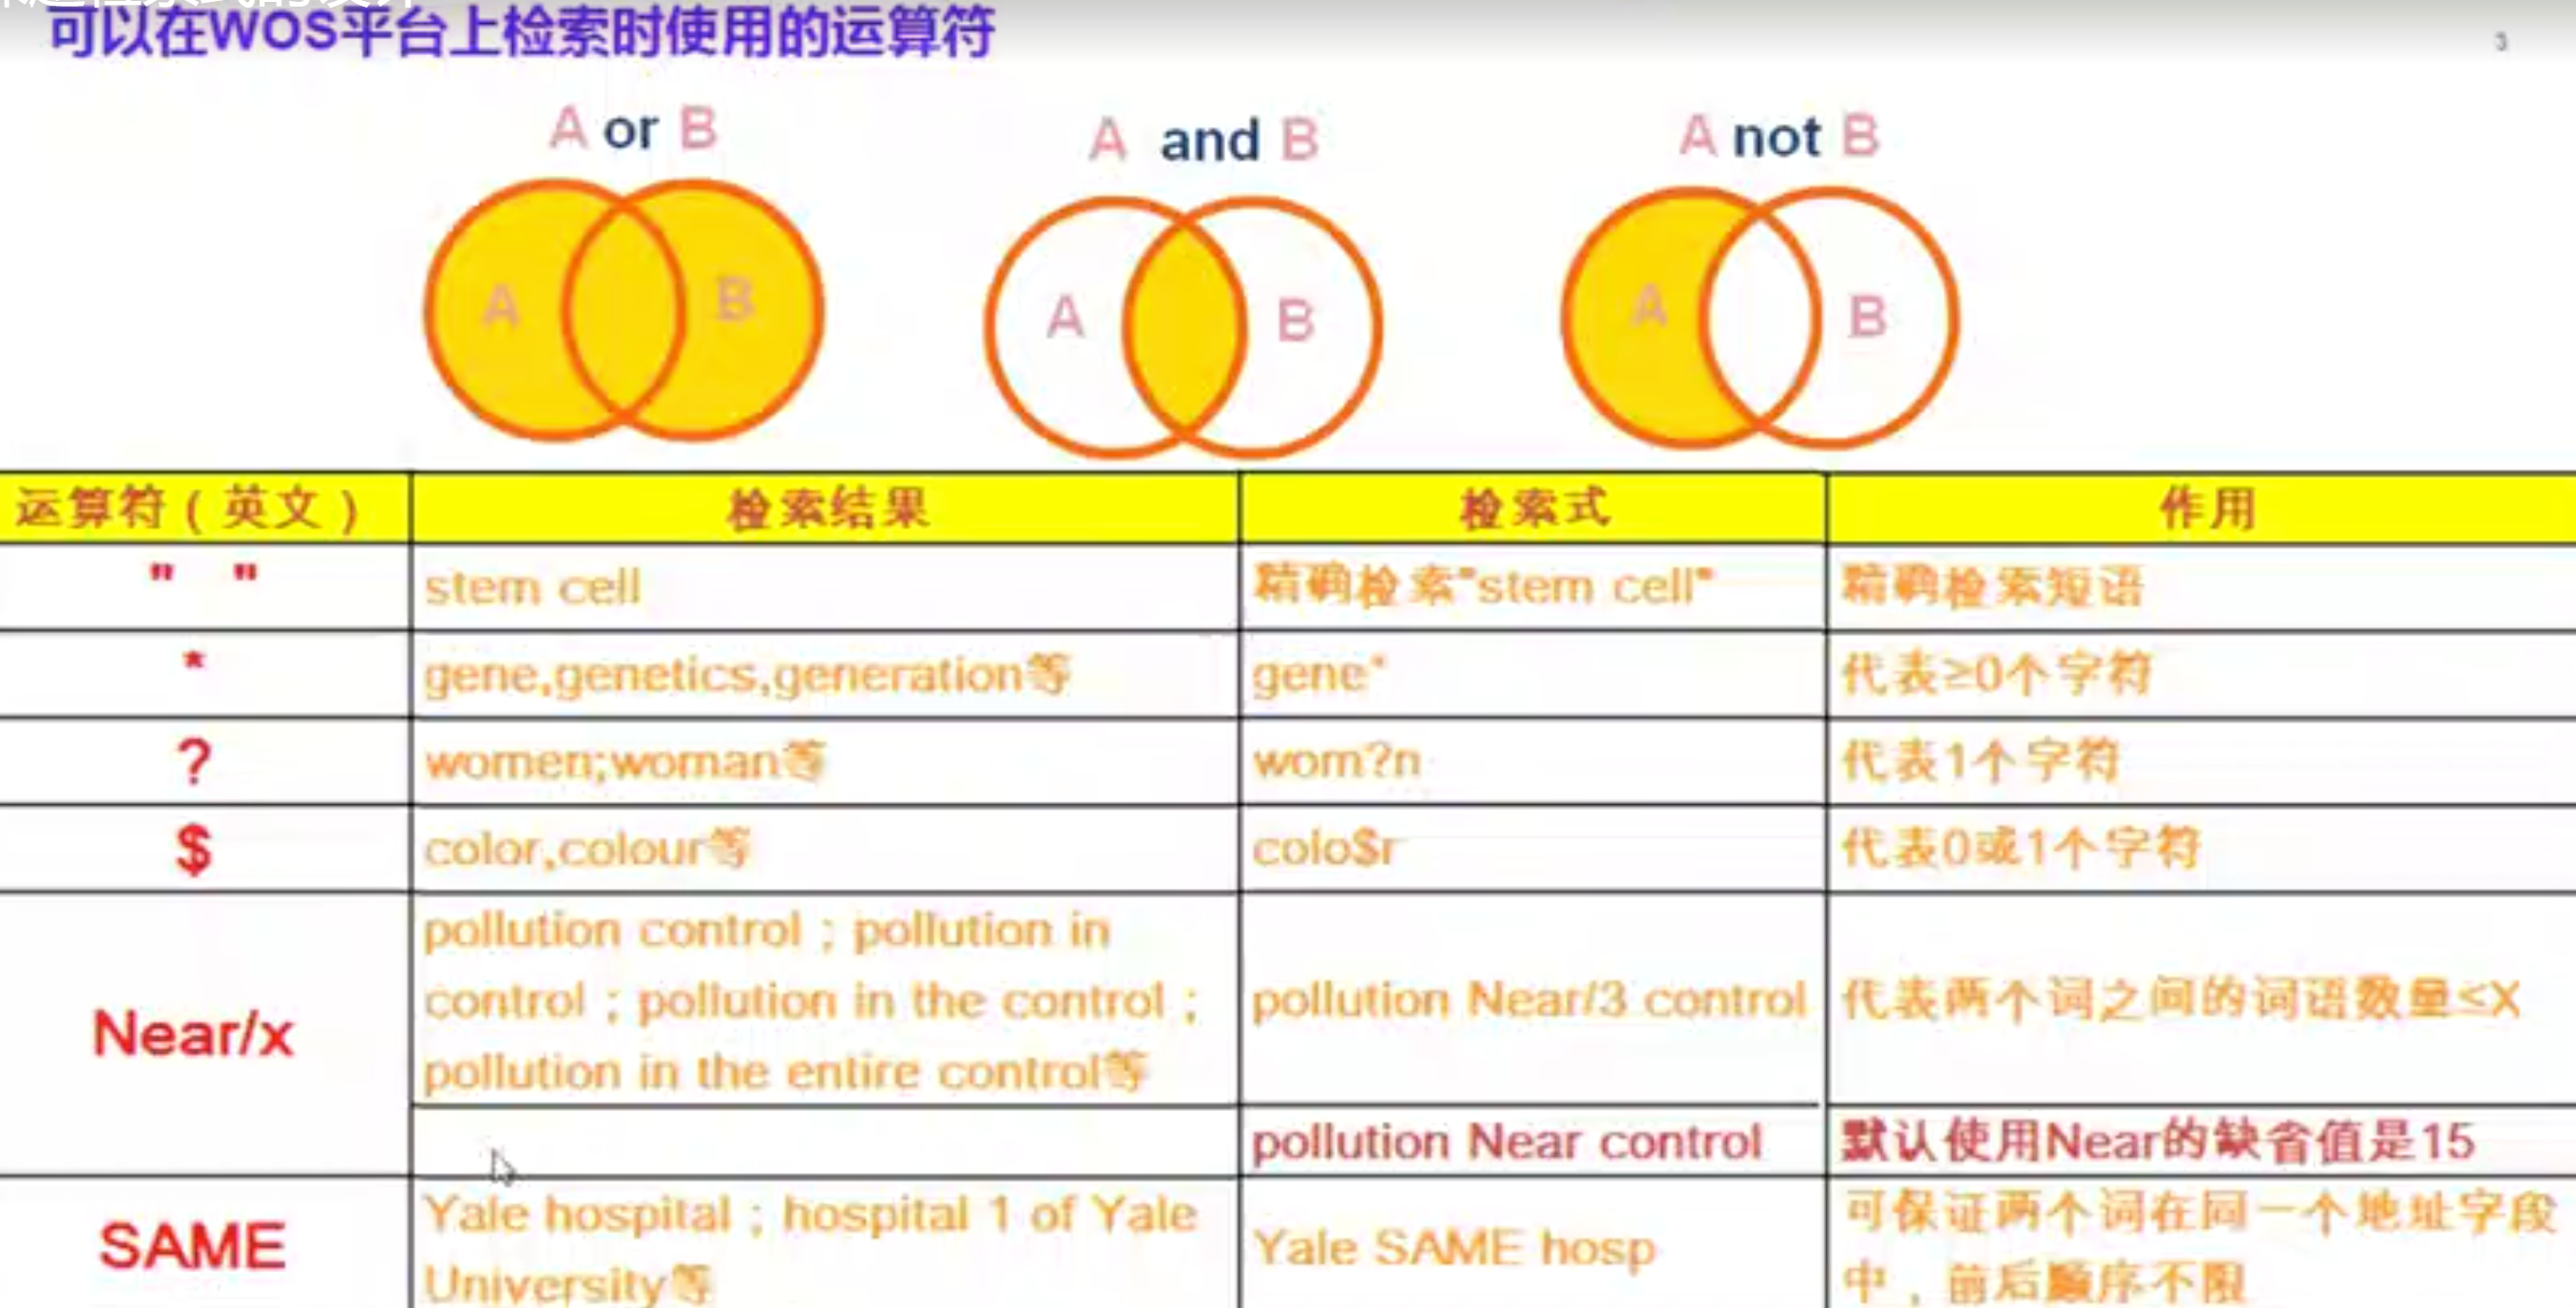 可以在WOS平台上检索时使用的运算符
3
A or B
A and B
A not B
A
B
A
B
A
B
运算符（英文）
检索结果
检索式
作用
" "
stem cell
精确检索"stem cell"
精确检索短语
*
gene,genetics,generation等
gene*
代表≥0个字符
?
women;woman等
wom?n
代表1个字符
$
color,colour等
colo$r
代表0或1个字符
Near/x
pollution control；pollution in
control；pollution in the control；
pollution in the entire control等
pollution Near/3 control
代表两个词之间的词语数量≤X
pollution Near control
默认使用Near的缺省值是15
SAME
Yale hospital；hospital 1 of Yale
University等
Yale SAME hosp
可保证两个词在同一个地址字段
中，前后顺序不限